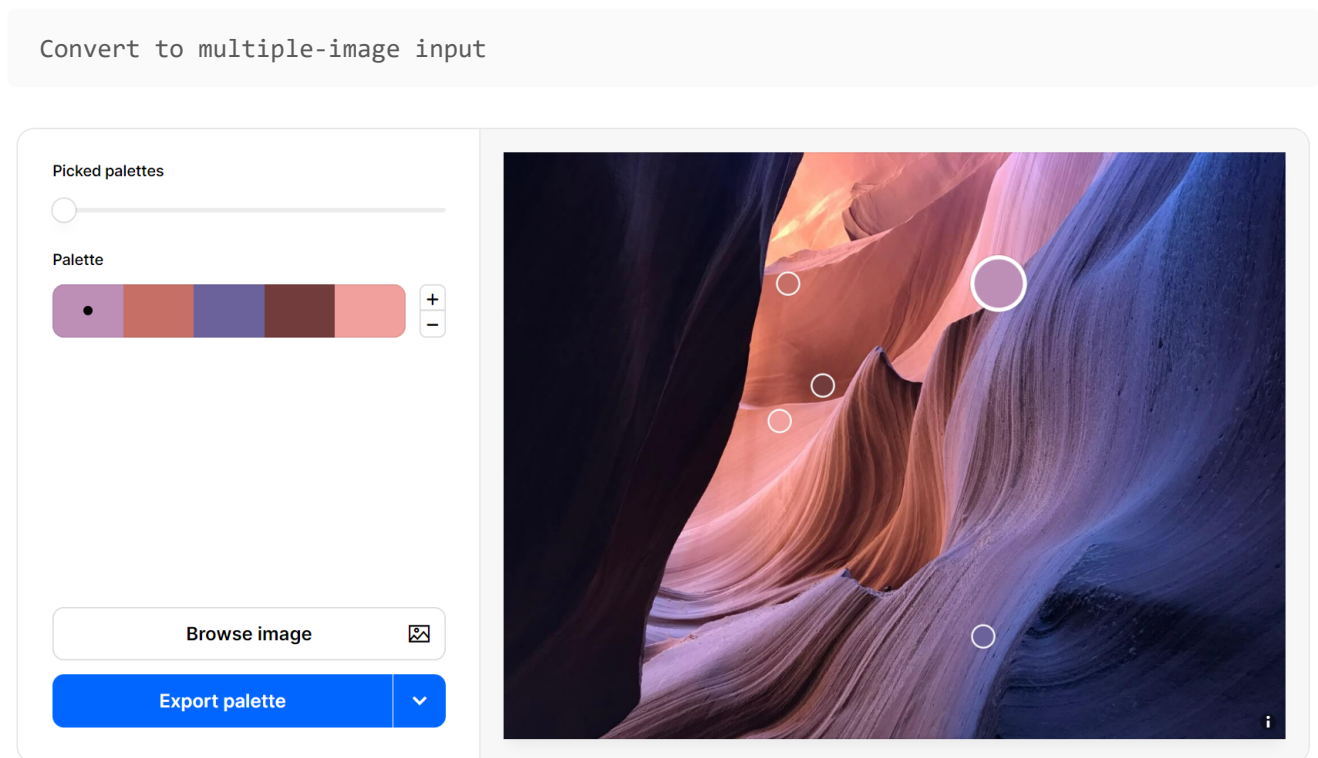 Convert to multiple-image input
Picked palettes
Palette
+
−
Browse image
Export palette
i